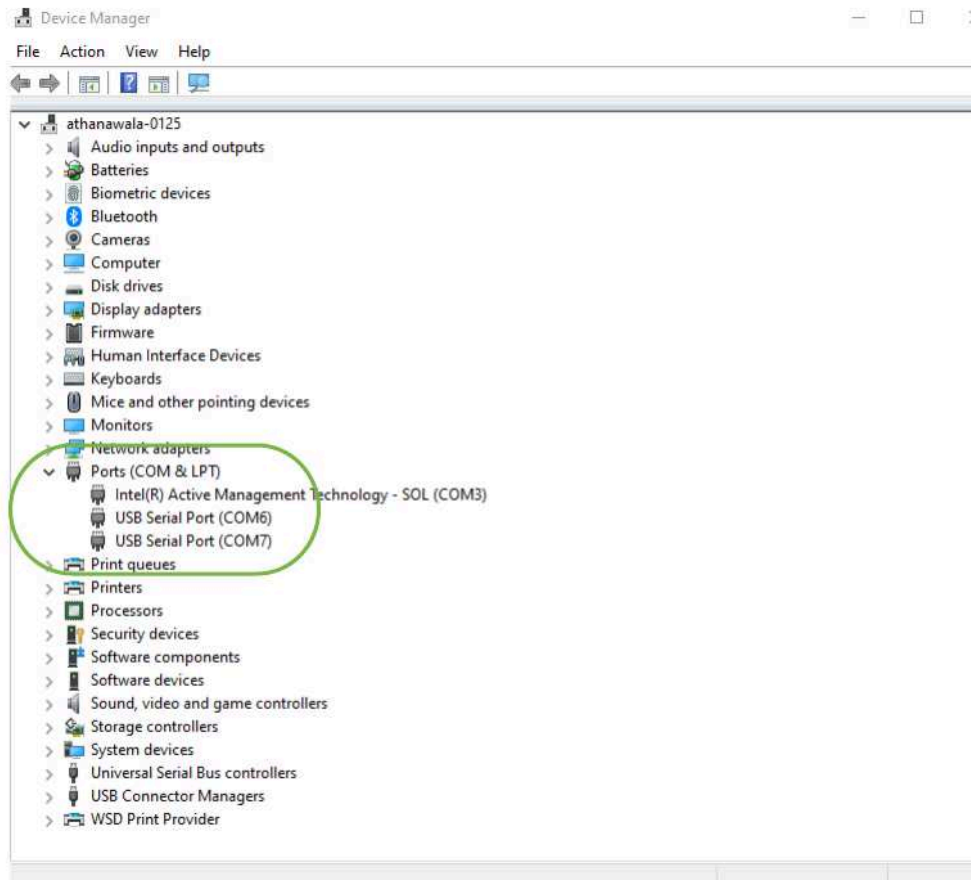 Device Manager
File Action View Help
athanawala-0125
Audio inputs and outputs
Batteries
Biometric devices
Bluetooth
Cameras
Computer
Disk drives
Display adapters
Firmware
Human Interface Devices
Keyboards
Mice and other pointing devices
Monitors
Network adapters
Ports (COM & LPT)
Intel(R) Active Management Technology - SOL (COM3)
USB Serial Port (COM6)
USB Serial Port (COM7)
Print queues
Printers
Processors
Security devices
Software components
Software devices
Sound, video and game controllers
Storage controllers
System devices
Universal Serial Bus controllers
USB Connector Managers
WSD Print Provider